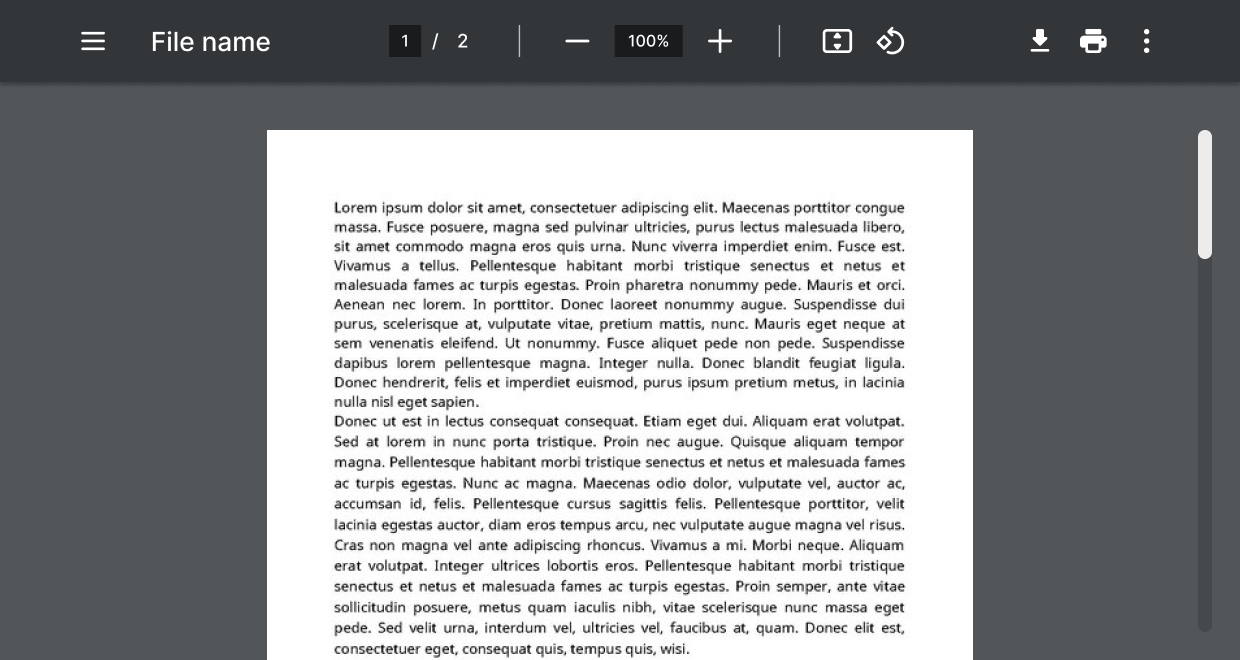 File name
1 / 2
100%
Lorem ipsum dolor sit amet, consectetuer adipiscing elit. Maecenas porttitor congue
massa. Fusce posuere, magna sed pulvinar ultricies, purus lectus malesuada libero,
sit amet commodo magna eros quis urna. Nunc viverra imperdiet enim. Fusce est.
Vivamus a tellus. Pellentesque habitant morbi tristique senectus et netus et
malesuada fames ac turpis egestas. Proin pharetra nonummy pede. Mauris et orci.
Aenean nec lorem. In porttitor. Donec laoreet nonummy augue. Suspendisse dui
purus, scelerisque at, vulputate vitae, pretium mattis, nunc. Mauris eget neque at
sem venenatis eleifend. Ut nonummy. Fusce aliquet pede non pede. Suspendisse
dapibus lorem pellentesque magna. Integer nulla. Donec blandit feugiat ligula.
Donec hendrerit, felis et imperdiet euismod, purus ipsum pretium metus, in lacinia
nulla nisl eget sapien.
Donec ut est in lectus consequat consequat. Etiam eget dui. Aliquam erat volutpat.
Sed at lorem in nunc porta tristique. Proin nec augue. Quisque aliquam tempor
magna. Pellentesque habitant morbi tristique senectus et netus et malesuada fames
ac turpis egestas. Nunc ac magna. Maecenas odio dolor, vulputate vel, auctor ac,
accumsan id, felis. Pellentesque cursus sagittis felis. Pellentesque porttitor, velit
lacinia egestas auctor, diam eros tempus arcu, nec vulputate augue magna vel risus.
Cras non magna vel ante adipiscing rhoncus. Vivamus a mi. Morbi neque. Aliquam
erat volutpat. Integer ultrices lobortis eros. Pellentesque habitant morbi tristique
senectus et netus et malesuada fames ac turpis egestas. Proin semper, ante vitae
sollicitudin posuere, metus quam iaculis nibh, vitae scelerisque nunc massa eget
pede. Sed velit urna, interdum vel, ultricies vel, faucibus at, quam. Donec elit est,
consectetuer eget, consequat quis, tempus quis, wisi.